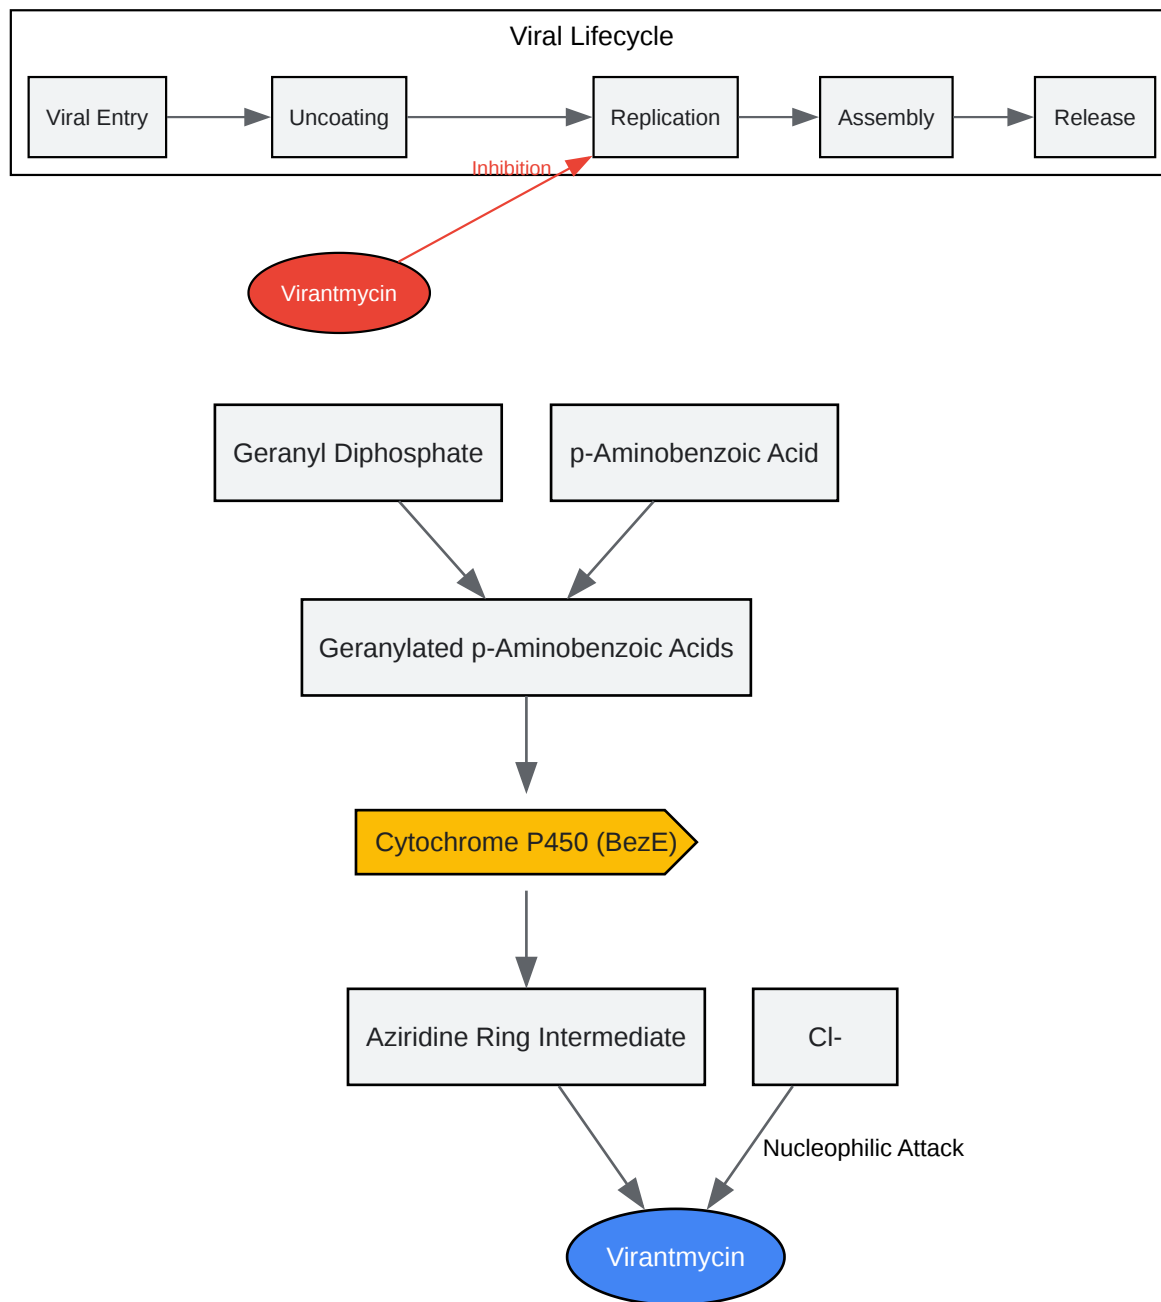 Viral Lifecycle
Viral Entry
Uncoating
Replication
Assembly
Release
Inhibition
Virantmycin
Geranyl Diphosphate
p-Aminobenzoic Acid
Geranylated p-Aminobenzoic Acids
Cytochrome P450 (BezE)
Aziridine Ring Intermediate
Cl-
Nucleophilic Attack
Virantmycin